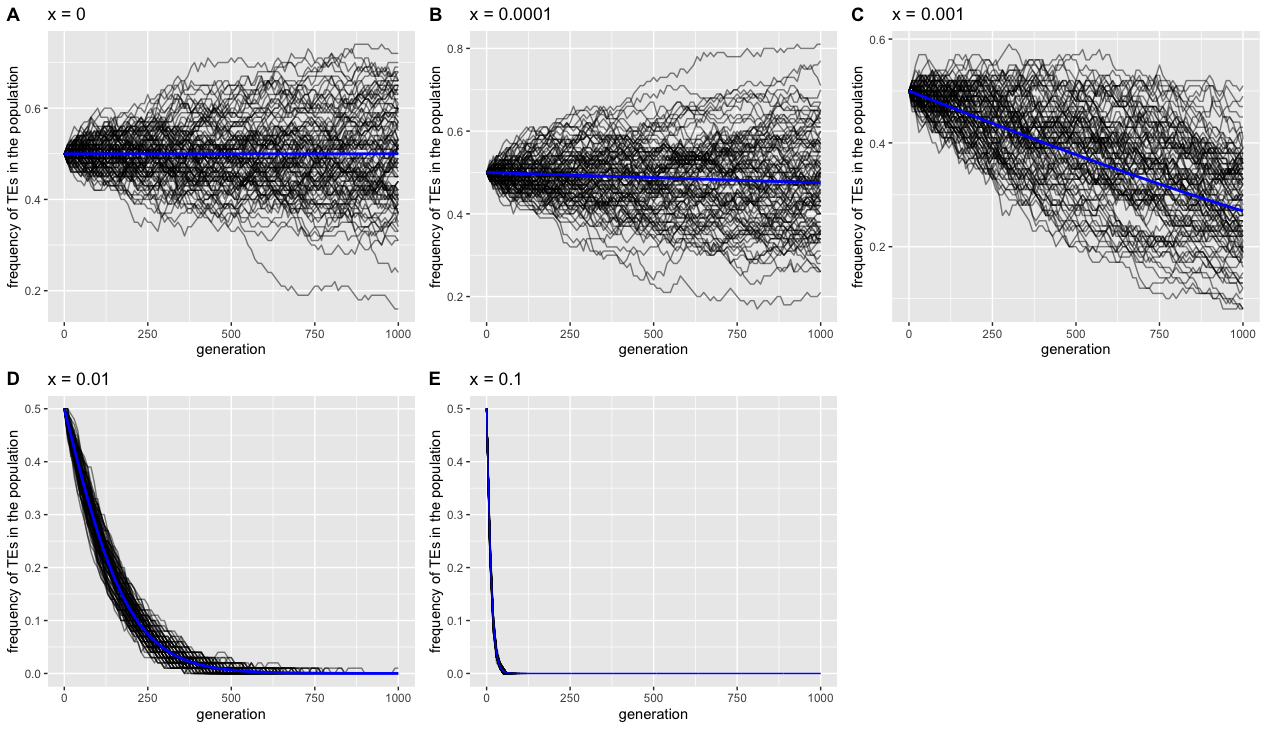 A x = 0
frequency of TEs in the population
0.6
0.4
0.2
0 250 500 750 1000
generation
B x = 0.0001
frequency of TEs in the population
0.8
0.6
0.4
0.2
0 250 500 750 1000
generation
C x = 0.001
frequency of TEs in the population
0.6
0.4
0.2
0 250 500 750 1000
generation
D x = 0.01
frequency of TEs in the population
0.5
0.4
0.3
0.2
0.1
0.0
0 250 500 750 1000
generation
E x = 0.1
frequency of TEs in the population
0.5
0.4
0.3
0.2
0.1
0.0
0 250 500 750 1000
generation